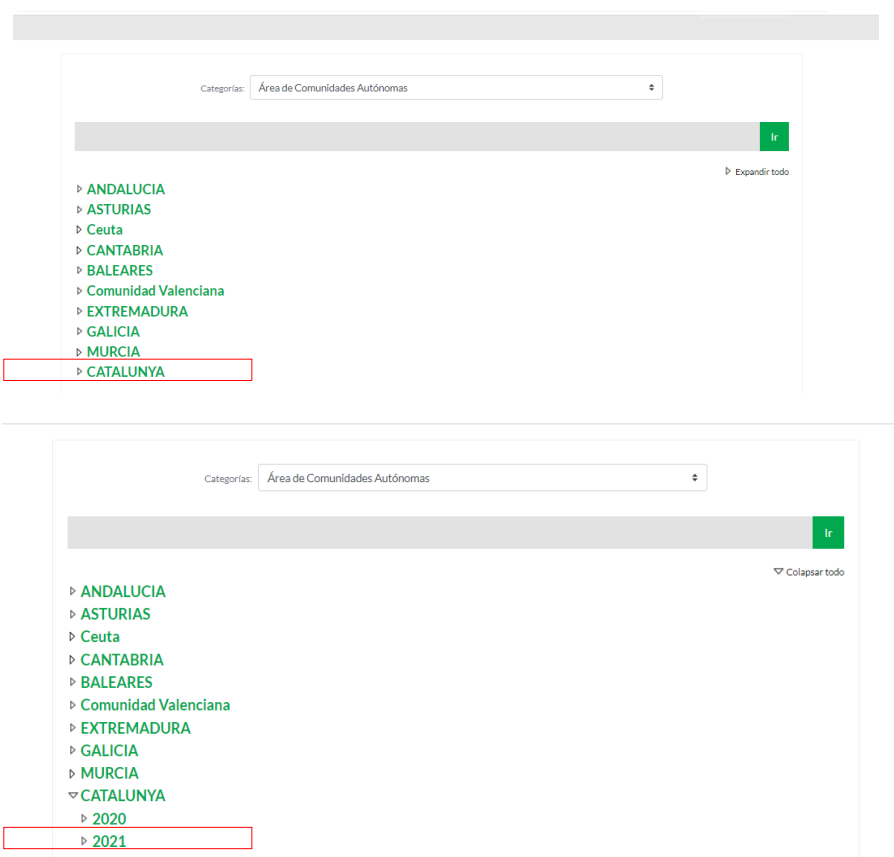 Categorías: Área de Comunidades Autónomas
Ir
Expandir todo
ANDALUCIA
ASTURIAS
Ceuta
CANTABRIA
BALEARES
Comunidad Valenciana
EXTREMADURA
GALICIA
MURCIA
CATALUNYA
Categorías: Área de Comunidades Autónomas
Ir
Colapsar todo
ANDALUCIA
ASTURIAS
Ceuta
CANTABRIA
BALEARES
Comunidad Valenciana
EXTREMADURA
GALICIA
MURCIA
CATALUNYA
2020
2021